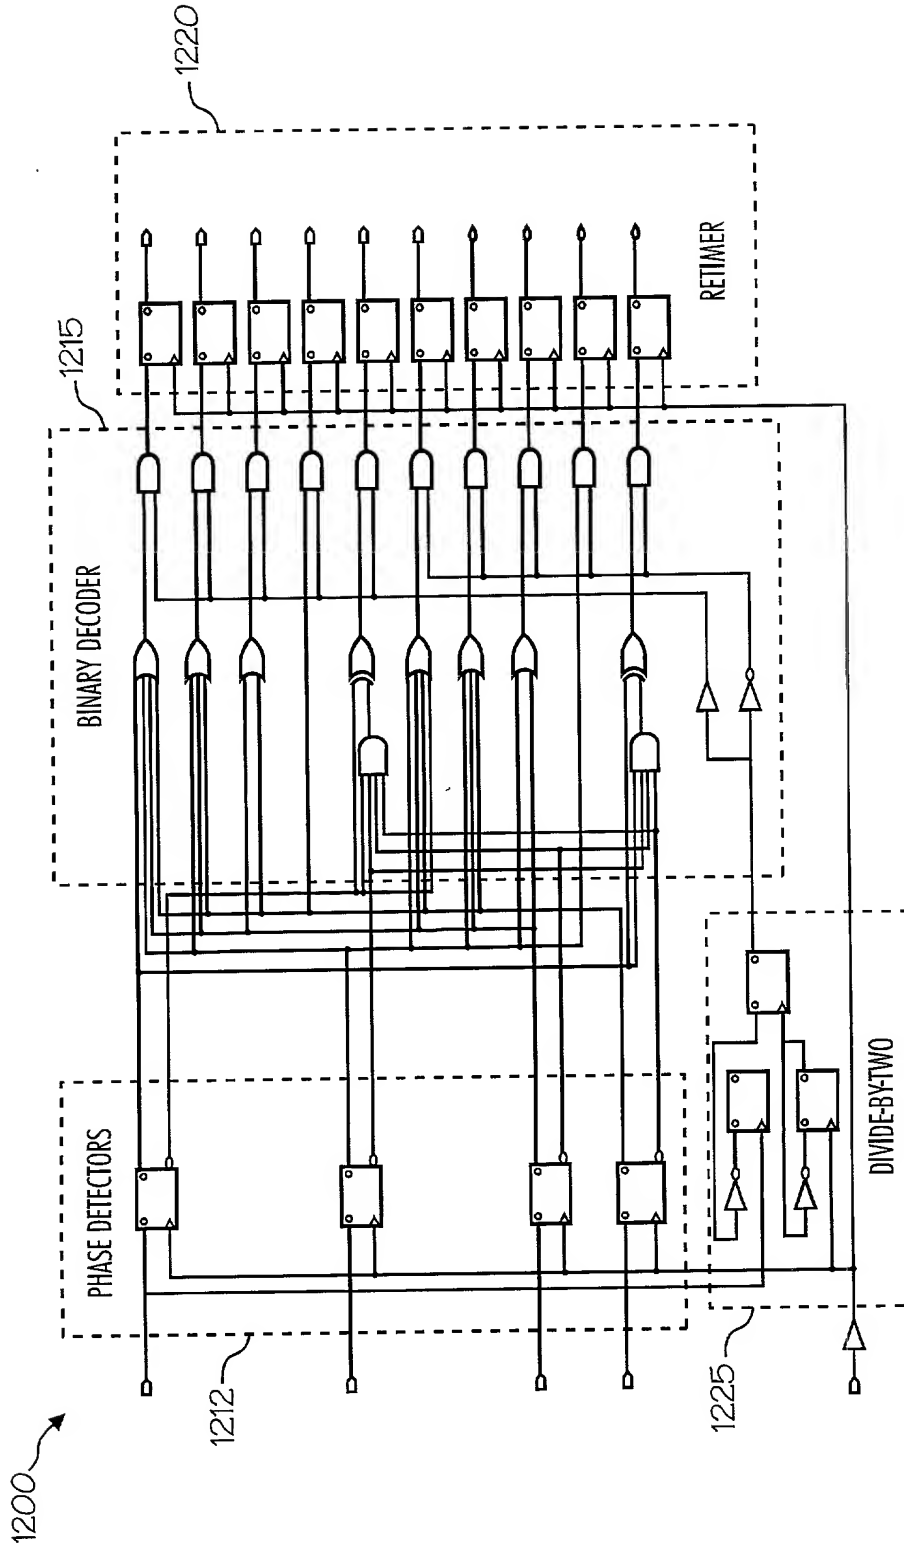 1200
PHASE DETECTORS
1212
BINARY DECODER
1215
RETIMER
1220
DIVIDE-BY-TWO
1225